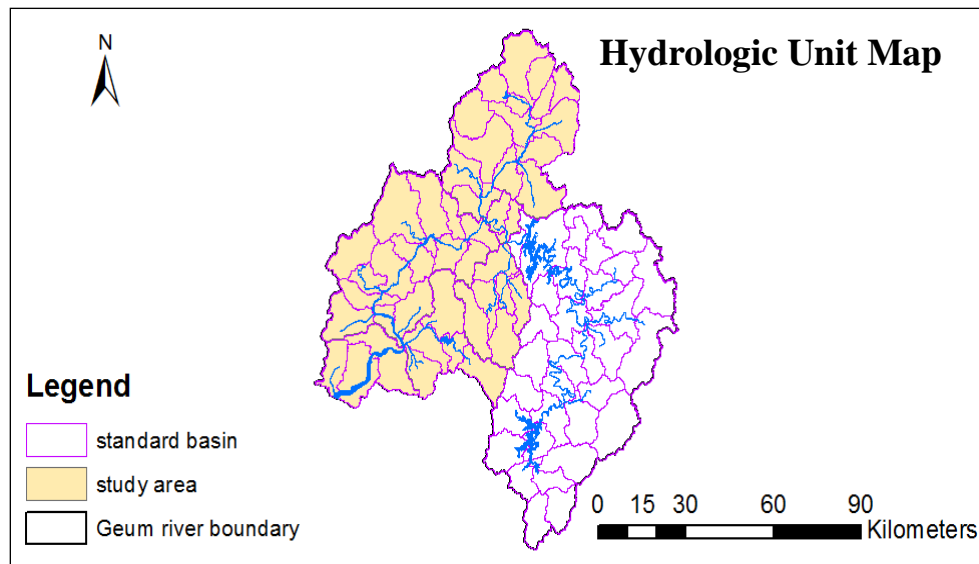 N
Hydrologic Unit Map
Legend
standard basin
study area
Geum river boundary
0 15 30 60 90
Kilometers